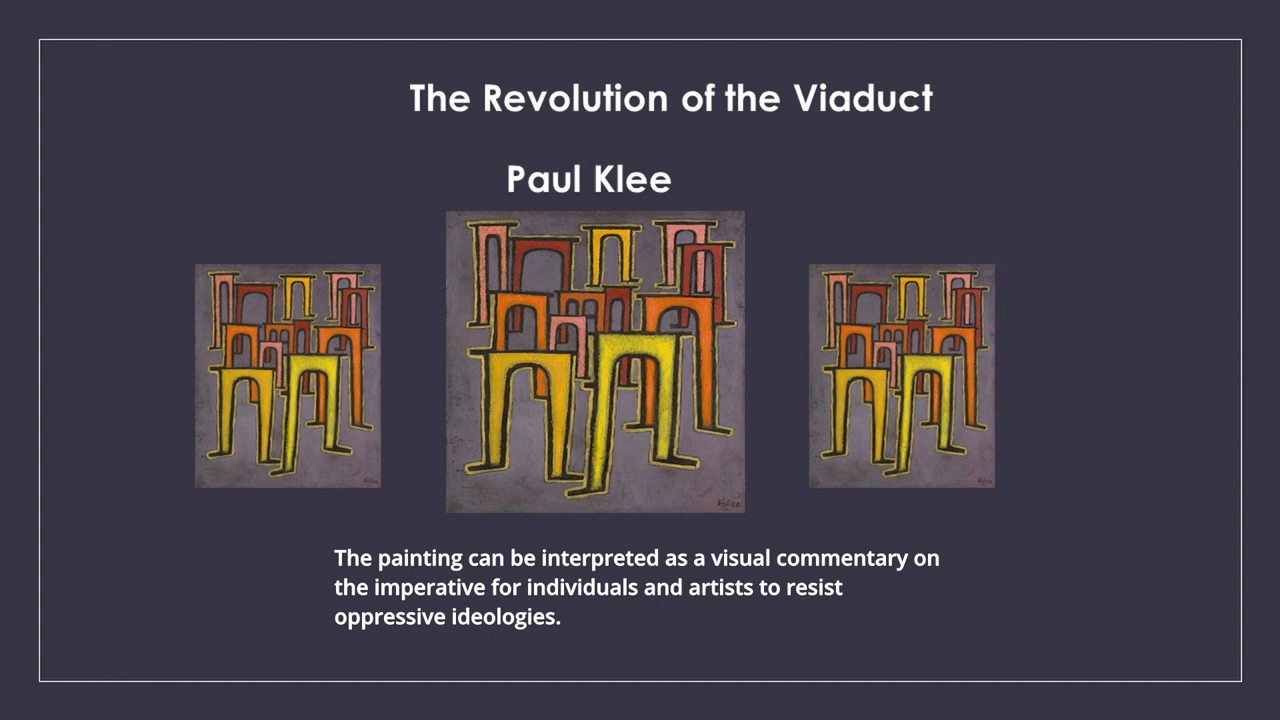 The Revolution of the Viaduct
Paul Klee
The painting can be interpreted as a visual commentary on
the imperative for individuals and artists to resist
oppressive ideologies.